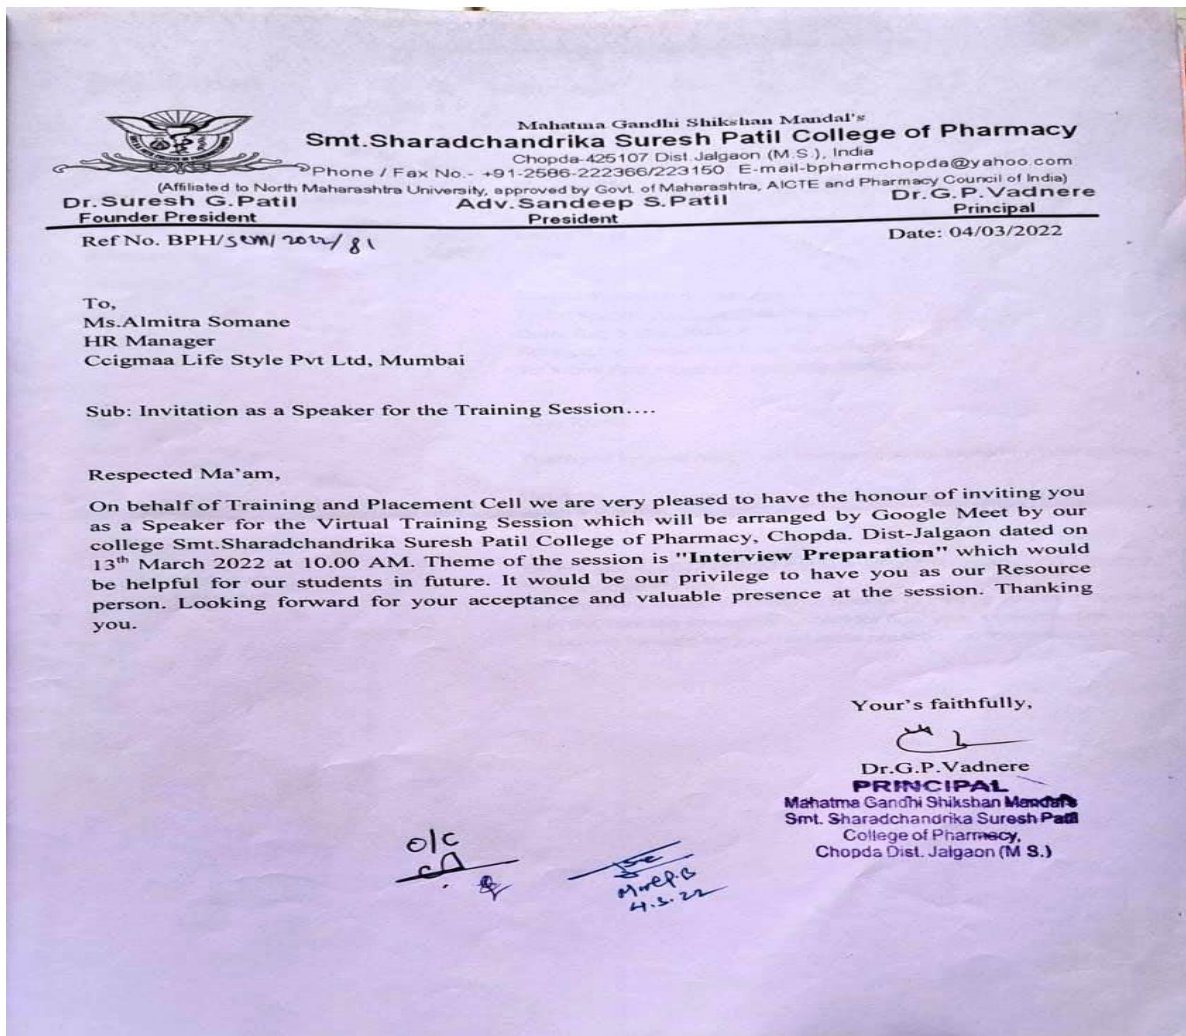 Mahatma Gandhi Shikshan Mandal's
Smt.Sharadchandrika Suresh Patil College of Pharmacy
Chopda-425107 Dist.Jalgaon (M.S.), India
Phone / Fax No.- +91-2586-222366/223150 E-mail-bpharmchopda@yahoo.com
(Affiliated to North Maharashtra University, approved by Govt. of Maharashtra, AICTE and Pharmacy Council of India)
Dr.Suresh G.Patil Adv.Sandeep S.Patil Dr.G.P.Vadnere
Founder President President Principal
Ref No. BPH/sem/2022/81 Date: 04/03/2022
To,
Ms.Almitra Somane
HR Manager
Ccigmaa Life Style Pvt Ltd, Mumbai
Sub: Invitation as a Speaker for the Training Session....
Respected Ma'am,
On behalf of Training and Placement Cell we are very pleased to have the honour of inviting you
as a Speaker for the Virtual Training Session which will be arranged by Google Meet by our
college Smt.Sharadchandrika Suresh Patil College of Pharmacy, Chopda. Dist-Jalgaon dated on
13th March 2022 at 10.00 AM. Theme of the session is "Interview Preparation" which would
be helpful for our students in future. It would be our privilege to have you as our Resource
person. Looking forward for your acceptance and valuable presence at the session. Thanking
you.
Your's faithfully,
Dr.G.P.Vadnere
PRINCIPAL
Mahatma Gandhi Shikshan Mandal's
Smt. Sharadchandrika Suresh Patil
College of Pharmacy,
Chopda Dist. Jalgaon (M S.)
O/C
4.3.22